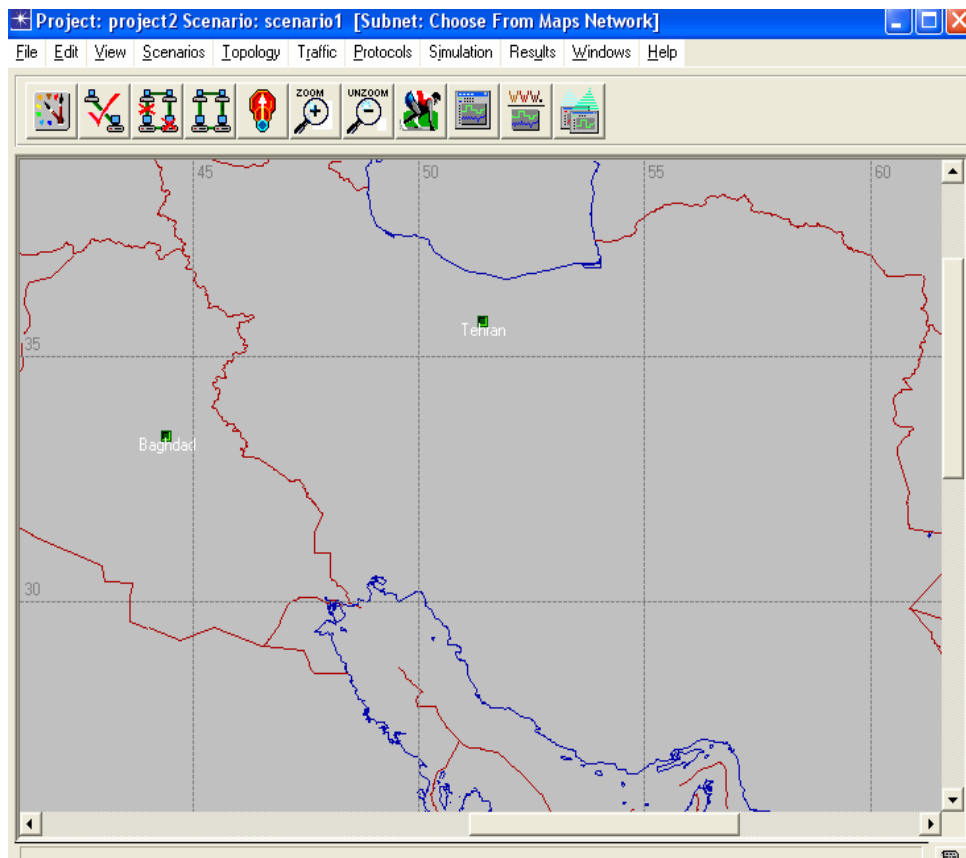 Project: project2 Scenario: scenario1 [Subnet: Choose From Maps Network]
File Edit View Scenarios Topology Traffic Protocols Simulation Results Windows Help
ZOOM UNZOOM WWW.
45 50 55 60
Tehran
35
Baghdad
30